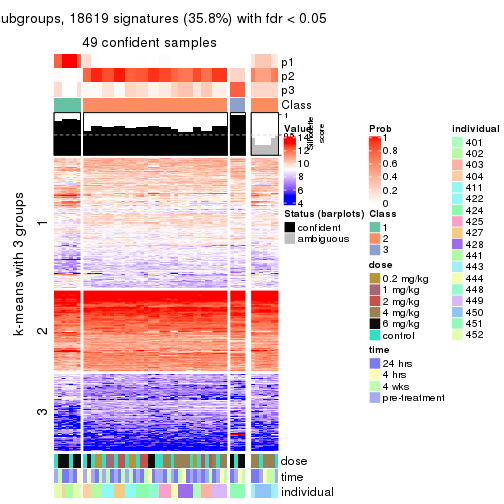 ubgroups, 18619 signatures (35.8%) with fdr < 0.05
49 confident samples
p1
p2
p3
Class
1
Silhouette
score
k-means with 3 groups
1
2
3
dose
time
individual
Value
14
12
10
8
6
4
Status (barplots)
confident
ambiguous
Prob
1
0.8
0.6
0.4
0.2
0
Class
1
2
3
dose
0.2 mg/kg
1 mg/kg
2 mg/kg
4 mg/kg
6 mg/kg
control
time
24 hrs
4 hrs
4 wks
pre-treatment
individual
401
402
403
404
411
422
424
425
427
428
441
443
444
448
449
450
451
452